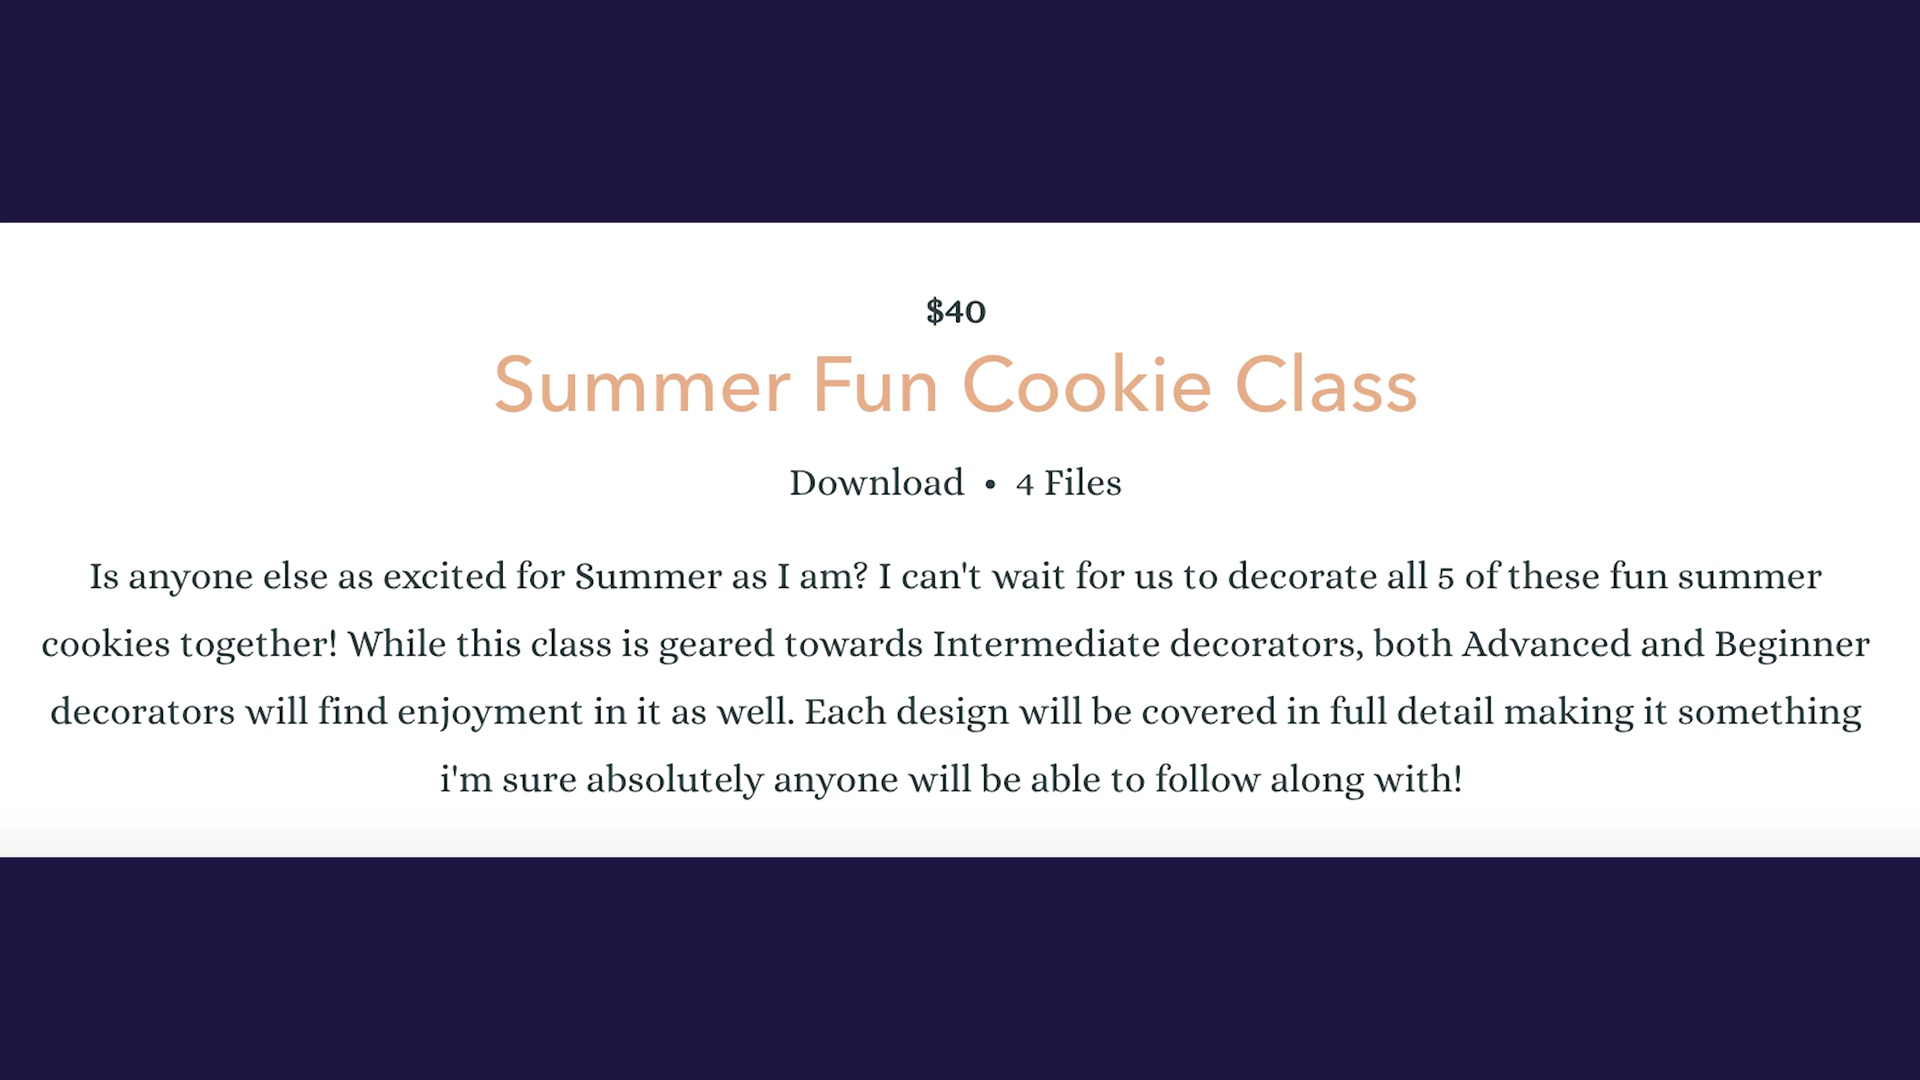 $40
Summer Fun Cookie Class
Download • 4 Files
Is anyone else as excited for Summer as I am? I can't wait for us to decorate all 5 of these fun summer
cookies together! While this class is geared towards Intermediate decorators, both Advanced and Beginner
decorators will find enjoyment in it as well. Each design will be covered in full detail making it something
i'm sure absolutely anyone will be able to follow along with!